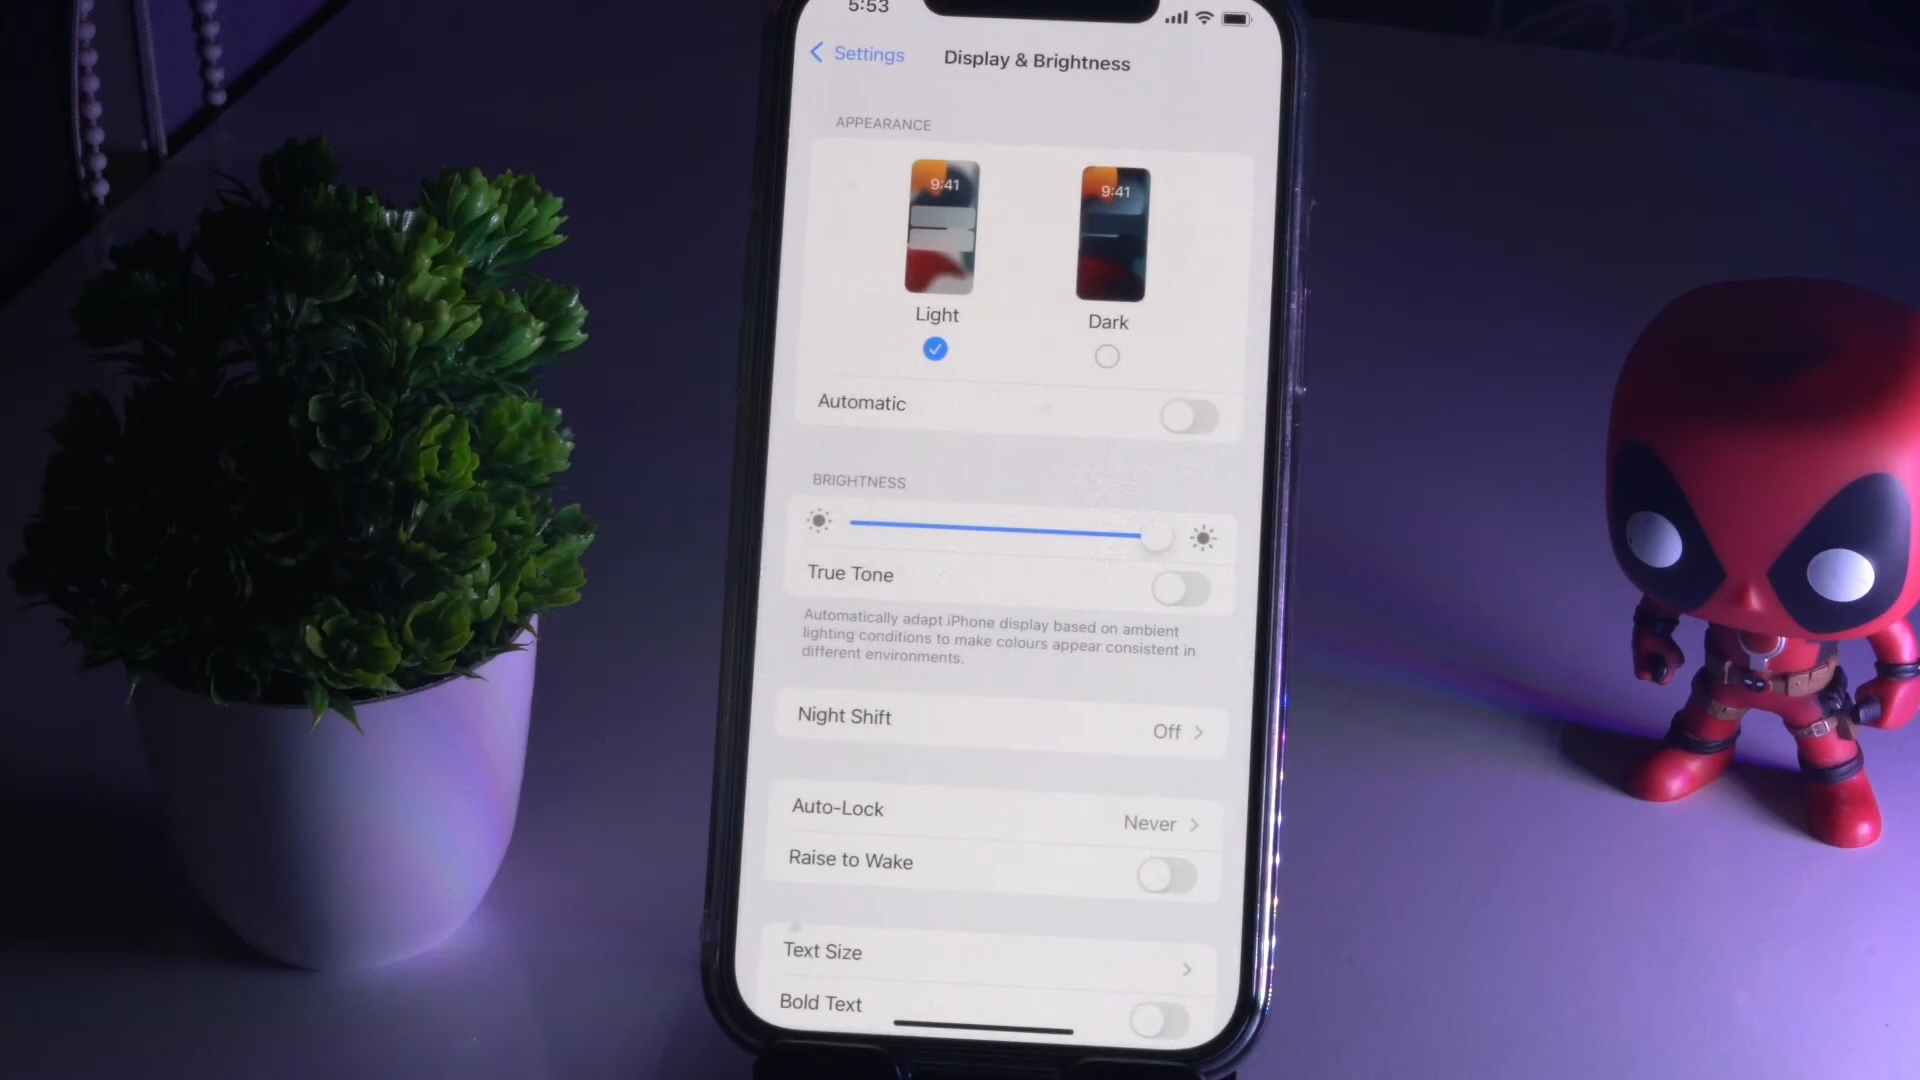 5:53
Settings
Display & Brightness
APPEARANCE
9:41
9:41
Light
Dark
Automatic
BRIGHTNESS
True Tone
Automatically adapt iPhone display based on ambient
lighting conditions to make colours appear consistent in
different environments.
Night Shift
Off
Auto-Lock
Never
Raise to Wake
Text Size
Bold Text